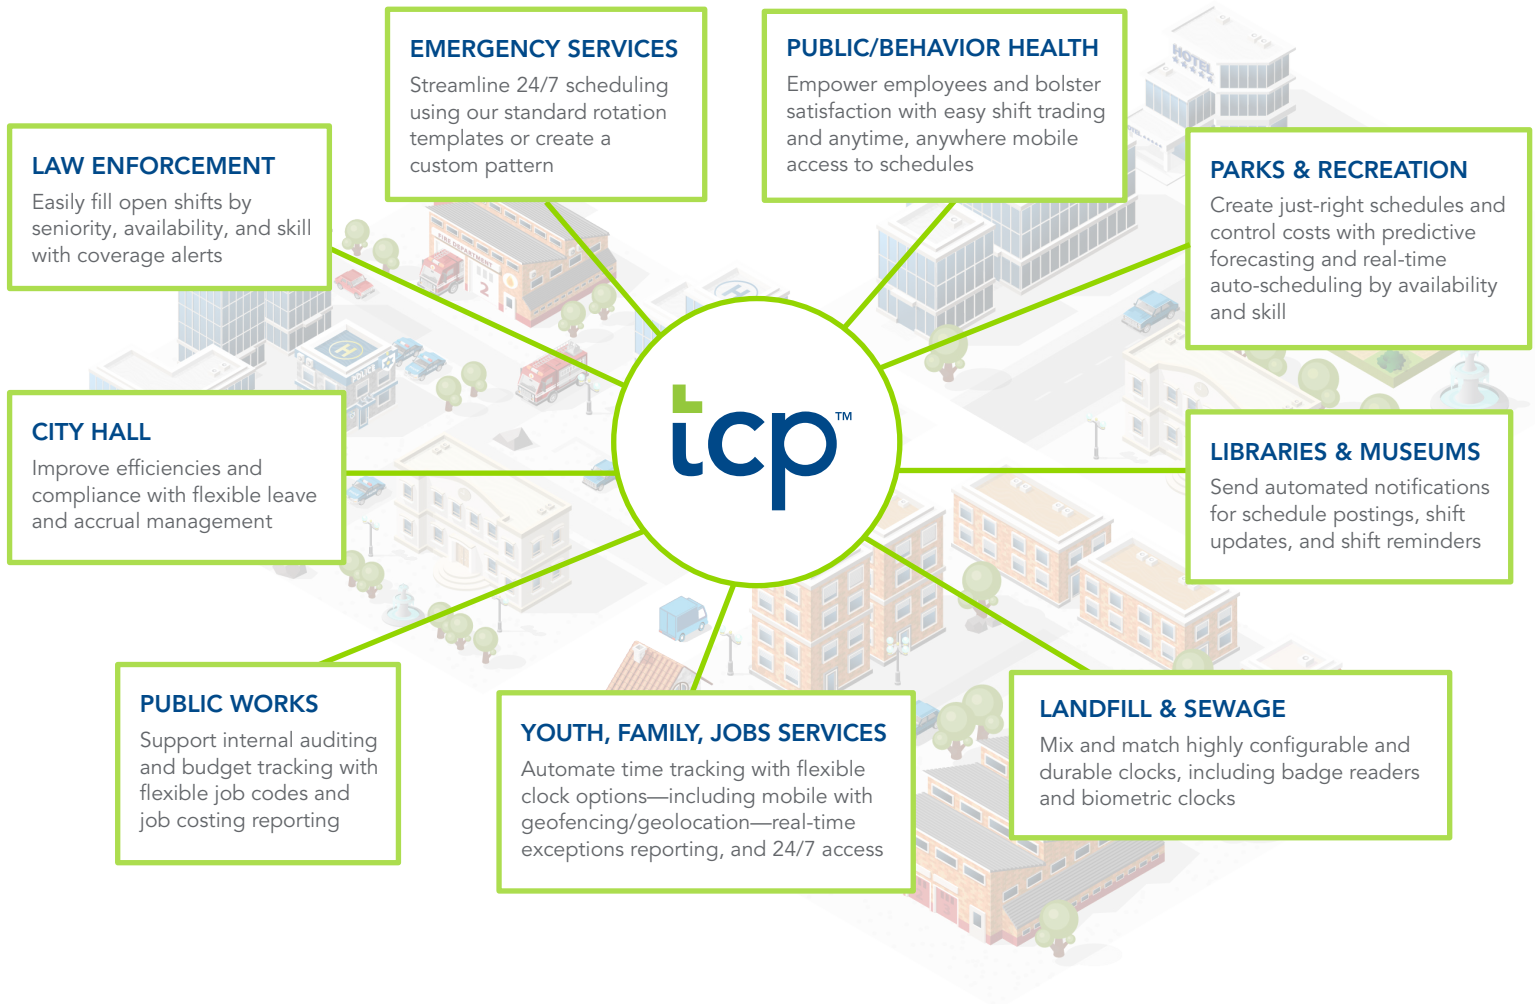 EMERGENCY SERVICES
Streamline 24/7 scheduling
using our standard rotation
templates or create a
custom pattern
PUBLIC/BEHAVIOR HEALTH
Empower employees and bolster
satisfaction with easy shift trading
and anytime, anywhere mobile
access to schedules
HOTEL
LAW ENFORCEMENT
Easily fill open shifts by
seniority, availability, and skill
with coverage alerts
PARKS & RECREATION
Create just-right schedules and
control costs with predictive
forecasting and real-time
auto-scheduling by availability
and skill
FIRE DEPARTMENT
2
H
H
POLICE
tcp™
CITY HALL
Improve efficiencies and
compliance with flexible leave
and accrual management
LIBRARIES & MUSEUMS
Send automated notifications
for schedule postings, shift
updates, and shift reminders
PUBLIC WORKS
Support internal auditing
and budget tracking with
flexible job codes and
job costing reporting
YOUTH, FAMILY, JOBS SERVICES
Automate time tracking with flexible
clock options—including mobile with
geofencing/geolocation—real-time
exceptions reporting, and 24/7 access
LANDFILL & SEWAGE
Mix and match highly configurable and
durable clocks, including badge readers
and biometric clocks